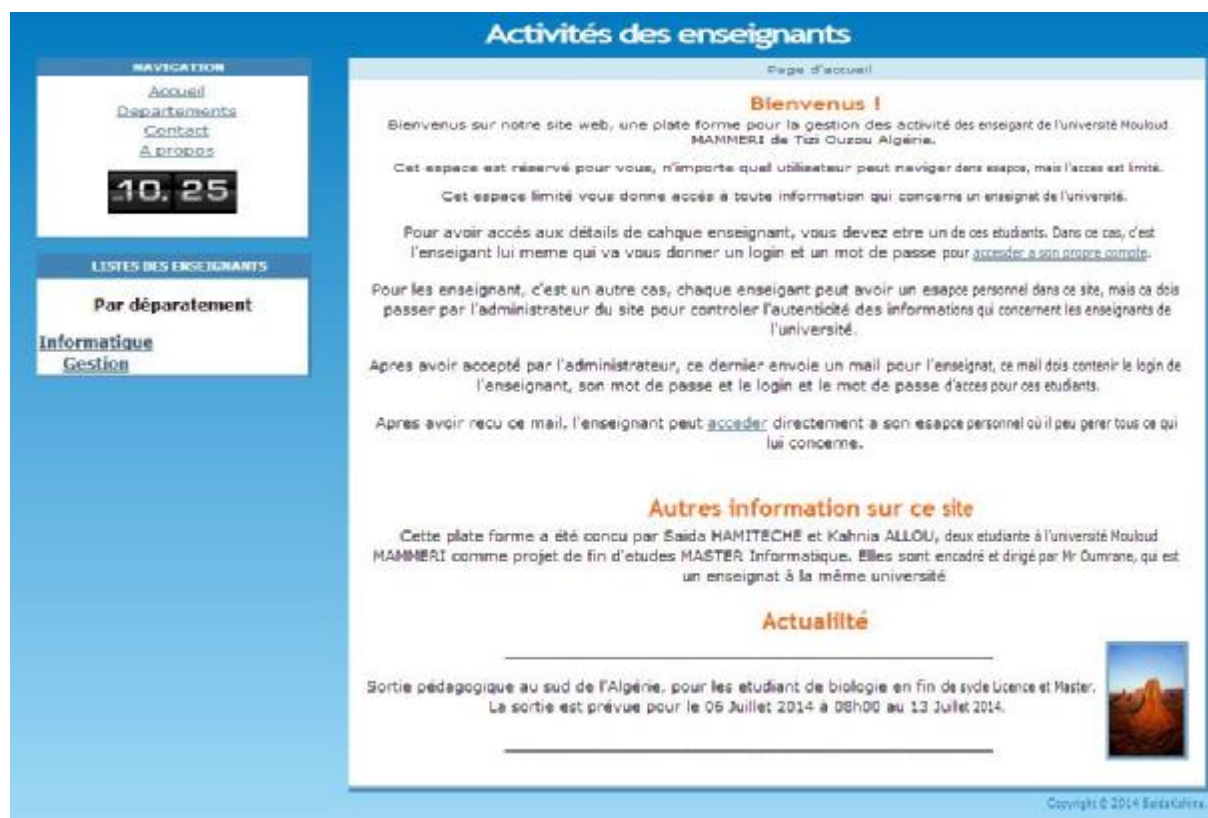 Activités des enseignants
NAVIGATION
Accueil
Departements
Contact
A propos
10. 25
LISTES DES ENSEIGNANTS
Par déparatement
Informatique
Gestion
Page d'accueil
Bienvenus !
Bienvenus sur notre site web, une plate forme pour la gestion des activité des enseigant de l'université Mouloud
MAMMERI de Tizi Ouzou Algérie.
Cet espace est réservé pour vous, n'importe quel utilisateur peut naviger dans esapce, mais l'acces est limité.
Cet espace limité vous donne accés à toute information qui concerne un enseignat de l'université.
Pour avoir accés aux détails de cahque enseignant, vous devez etre un de ces etudiants. Dans ce cas, c'est
l'enseigant lui meme qui va vous donner un login et un mot de passe pour acceder a son propre compte.
Pour les enseignant, c'est un autre cas, chaque enseigant peut avoir un esapce personnel dans ce site, mais ca dois
passer par l'administrateur du site pour controler l'autenticité des informations qui concernent les enseignants de
l'université.
Apres avoir accepté par l'administrateur, ce dernier envoie un mail pour l'enseignat, ce mail dois contenir le login de
l'enseignant, son mot de passe et le login et le mot de passe d'acces pour ces etudiants.
Apres avoir recu ce mail, l'enseignant peut acceder directement a son esapce personnel où il peu gerer tous ce qui
lui concerne.
Autres information sur ce site
Cette plate forme a été concu par Saida HAMITECHE et Kahnia ALLOU, deux etudiante à l'université Mouloud
MAMMERI comme projet de fin d'etudes MASTER Informatique. Elles sont encadré et dirigé par Mr Oumrane, qui est
un enseignat à la même université
Actualilté
Sortie pédagogique au sud de l'Algérie, pour les etudiant de biologie en fin de sycle Licence et Master.
La sortie est prévue pour le 06 Juillet 2014 à 08h00 au 13 Juillet 2014.
Copyright © 2014 SaidaKahina.